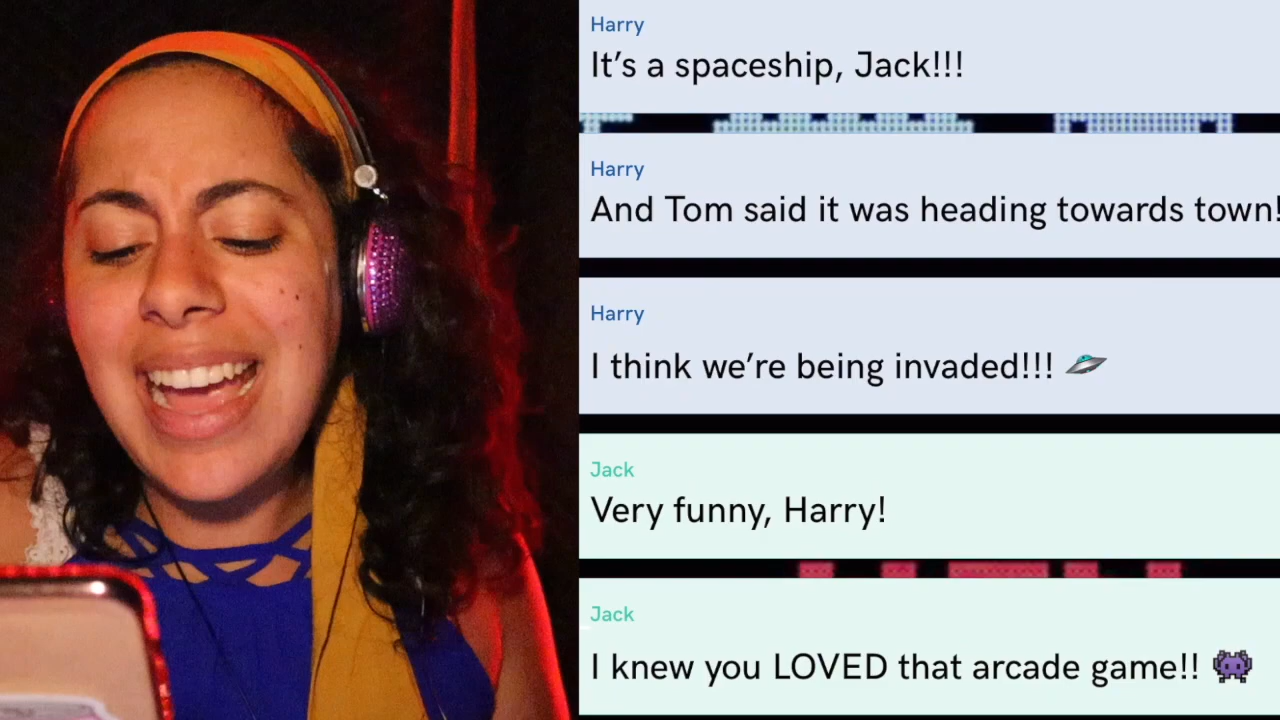 Harry
It's a spaceship, Jack!!!
Harry
And Tom said it was heading towards town!
Harry
I think we're being invaded!!! 🛸
Jack
Very funny, Harry!
Jack
I knew you LOVED that arcade game!! 👾